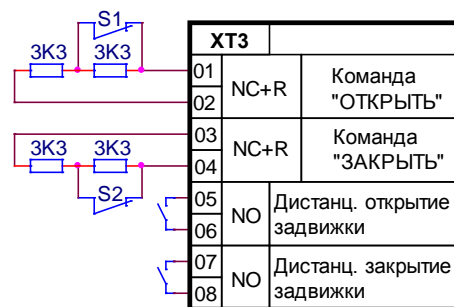 S1
XT3
3K3 3K3
01
02
NC+R
Команда
"ОТКРЫТЬ"
3K3 3K3
S2
03
04
NC+R
Команда
"ЗАКРЫТЬ"
05
06
NO
Дистанц. открытие
задвижки
07
08
NO
Дистанц. закрытие
задвижки